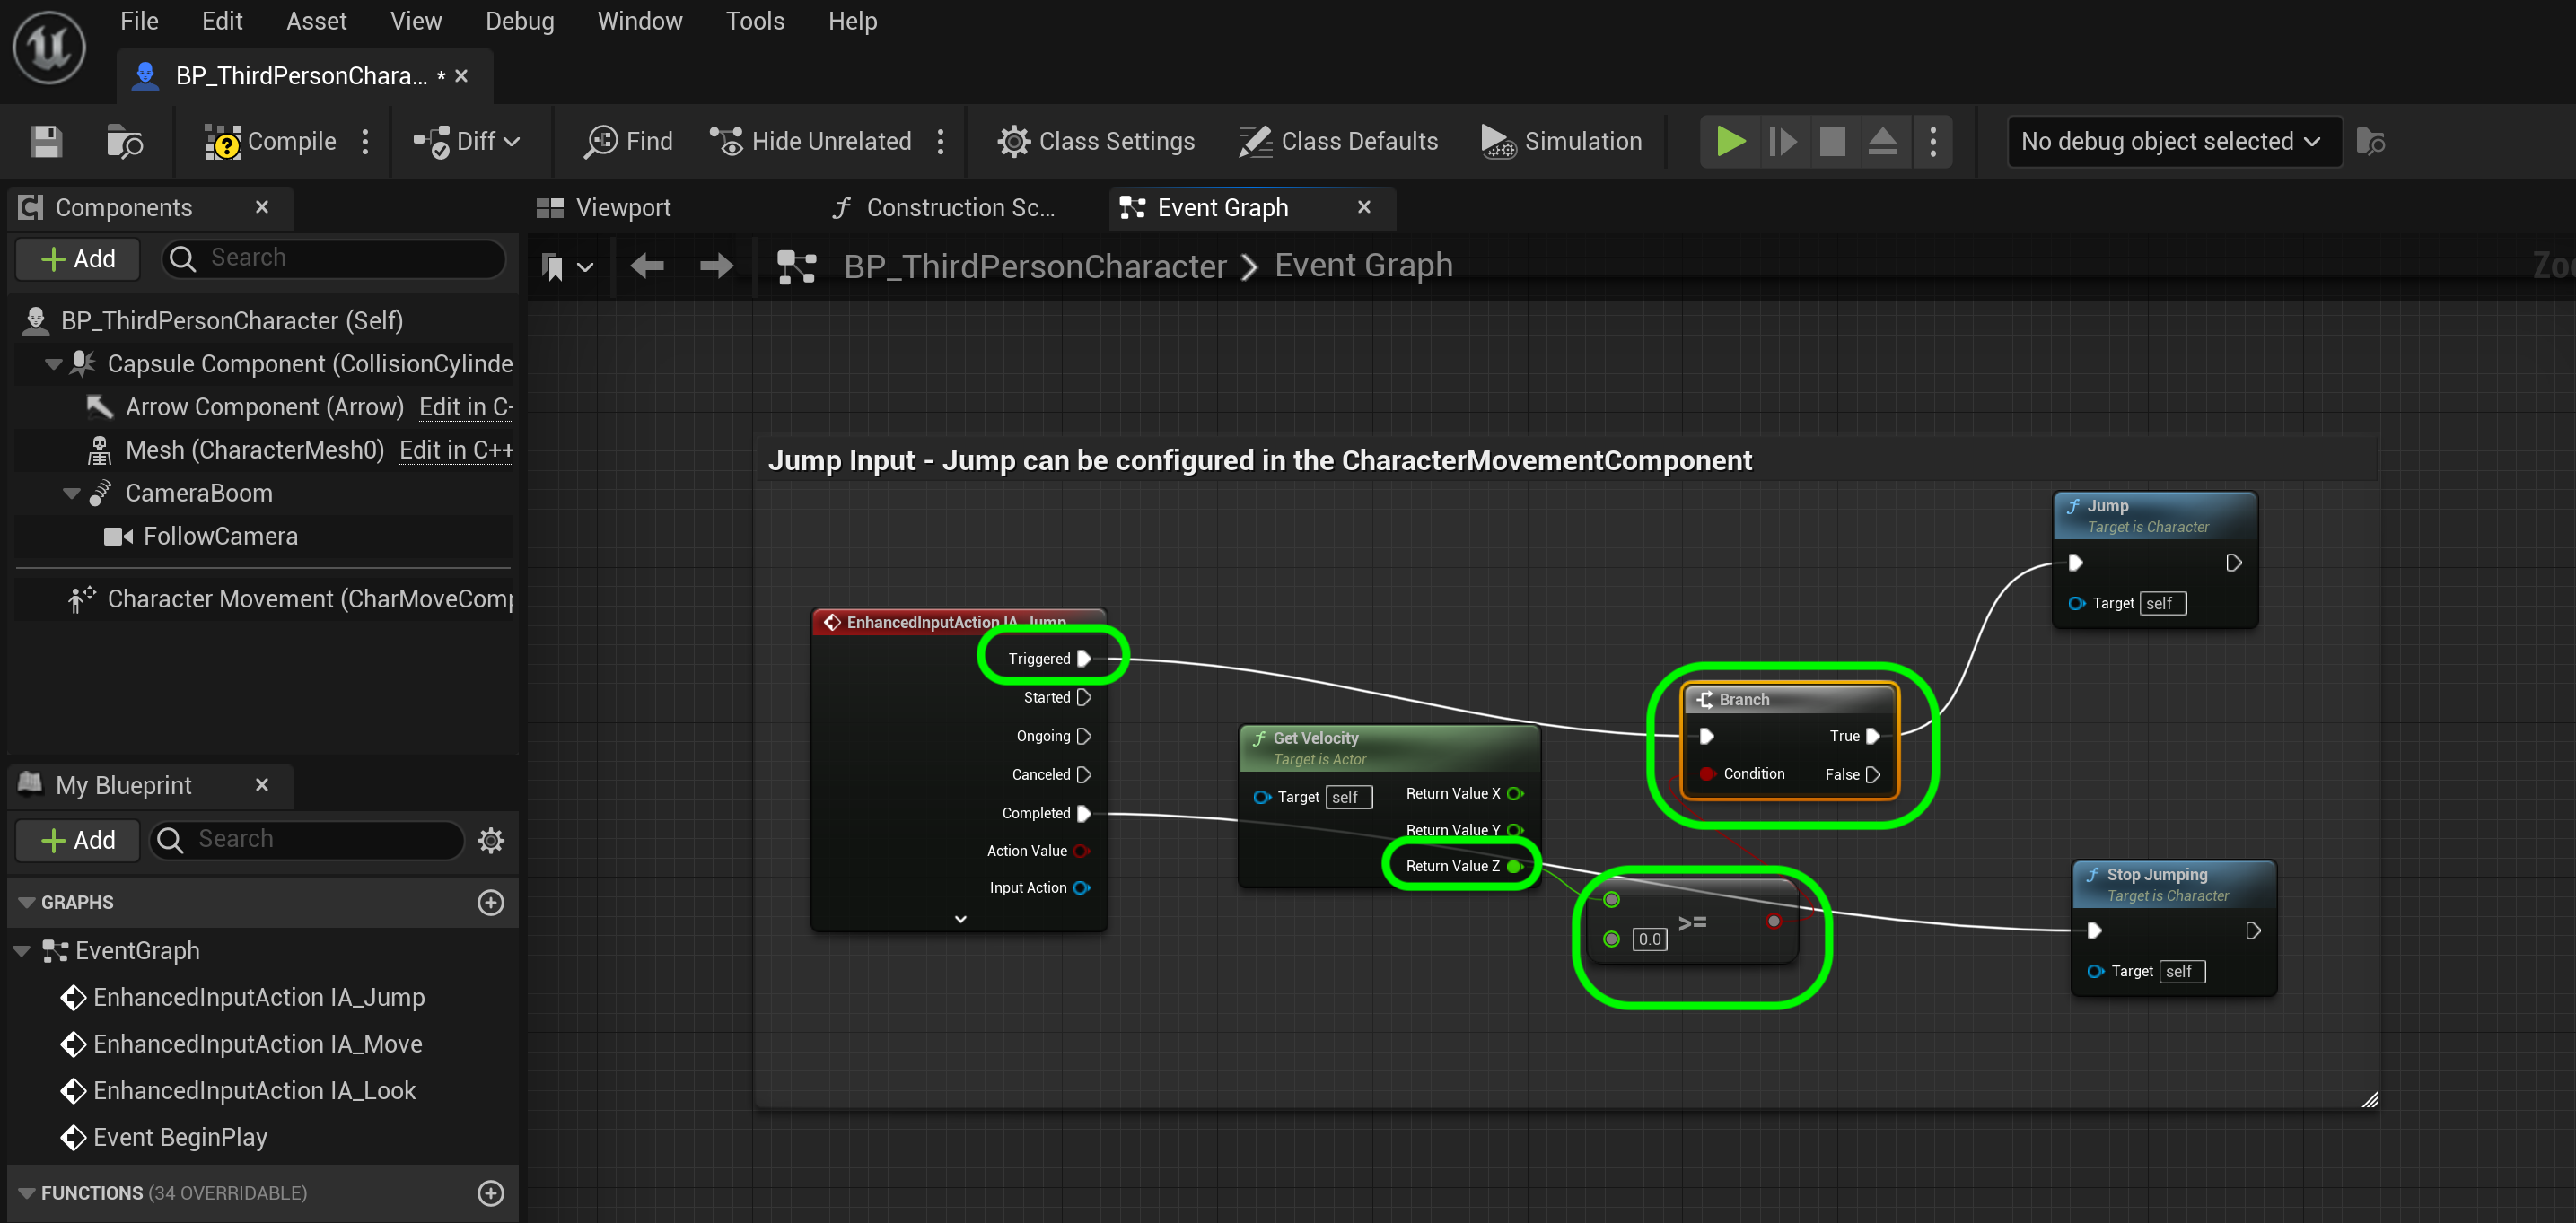 File Edit Asset View Debug Window Tools Help
BP_ThirdPersonChara... * ×
Compile Diff Find Hide Unrelated Class Settings Class Defaults Simulation No debug object selected
Components
Add Search
BP_ThirdPersonCharacter (Self)
Capsule Component (CollisionCylinde
Arrow Component (Arrow) Edit in C-
Mesh (CharacterMesh0) Edit in C++
CameraBoom
FollowCamera
Character Movement (CharMoveComp
My Blueprint
Add Search
GRAPHS
EventGraph
EnhancedInputAction IA_Jump
EnhancedInputAction IA_Move
EnhancedInputAction IA_Look
Event BeginPlay
FUNCTIONS (34 OVERRIDABLE)
Viewport Construction Sc... Event Graph
BP_ThirdPersonCharacter > Event Graph
Zo
Jump Input - Jump can be configured in the CharacterMovementComponent
EnhancedInputAction IA_Jump
Triggered
Started
Ongoing
Canceled
Completed
Action Value
Input Action
Get Velocity
Target is Actor
Target self
Return Value X
Return Value Y
Return Value Z
0.0 >=
Branch
True
Condition False
Jump
Target is Character
Target self
Stop Jumping
Target is Character
Target self